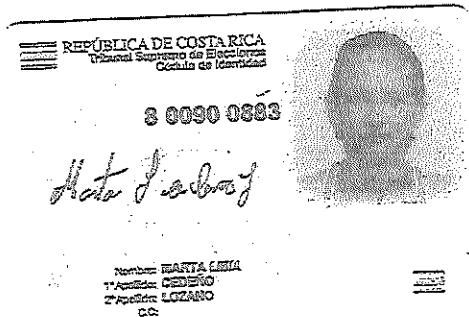 REPÚBLICA DE COSTA RICA
Tribunal Supremo de Elecciones
Cédula de Identidad
8 0090 0883
Nombre: MARTA
1° Apellido: CEDEÑO
2° Apellido: LOZANO
C.C: